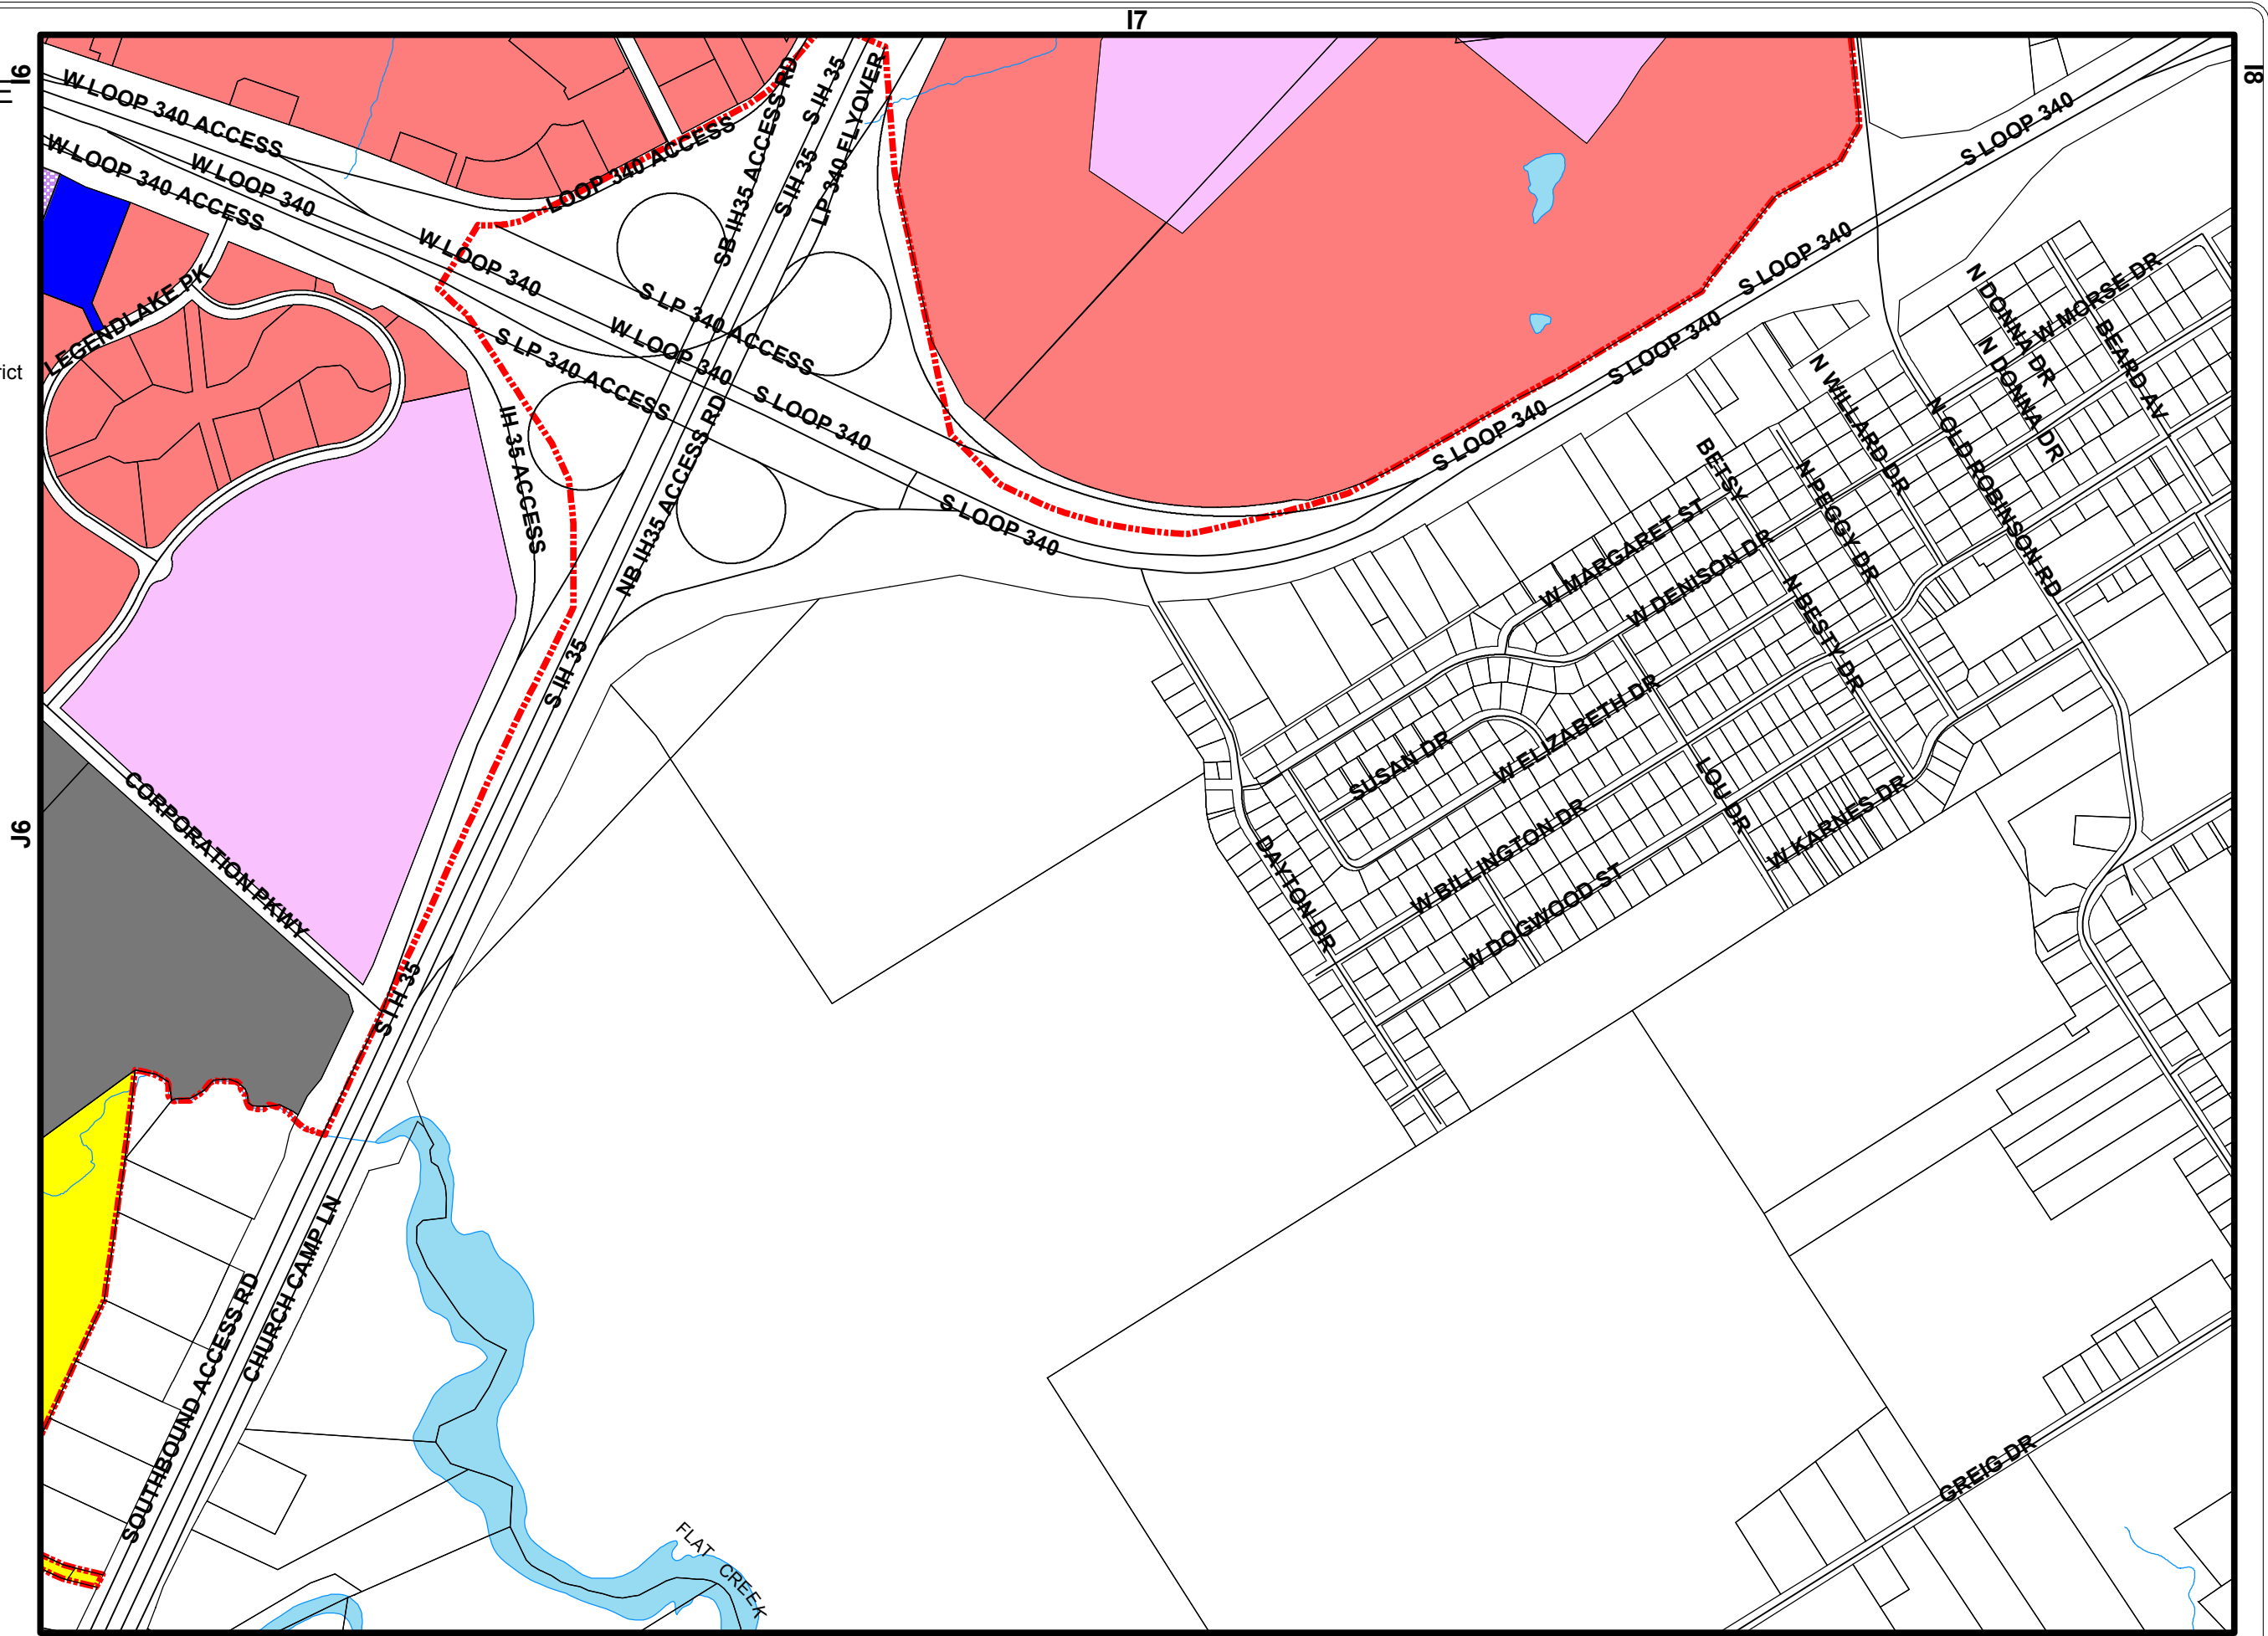 I7
I6
I8
J6
rict
W LOOP 340 ACCESS
W LOOP 340 ACCESS
W LOOP 340
LOOP 340 ACCESS
SB IH35 ACCESS RD
S IH 35
S IH 35
LP 340 FLYOVER
W LOOP 340
S LP 340 ACCESS
W LOOP 340
S LP 340 ACCESS
S LOOP 340
S LOOP 340
S LOOP 340
S LOOP 340
S LOOP 340
S LOOP 340
LEGENDLAKE PK
IH 35 ACCESS
NB IH35 ACCESS RD
S IH 35
S LOOP 340
N DONNA DR
W MORSE DR
BEARD AV
N DONNA DR
N WILLARD DR
N OLD ROBINSON RD
BETSY
N PEGGY DR
W MARGARET ST
W DENISON DR
N BESTY DR
SUSAN DR
W ELIZABETH DR
LOU DR
W KARNES DR
W BILLINGTON DR
DAYTON DR
W DOGWOOD ST
CORPORATION PKWY
S I H 35
CHURCH CAMP LN
SOUTHBOUND ACCESS RD
GREIG DR
FLAT CREEK